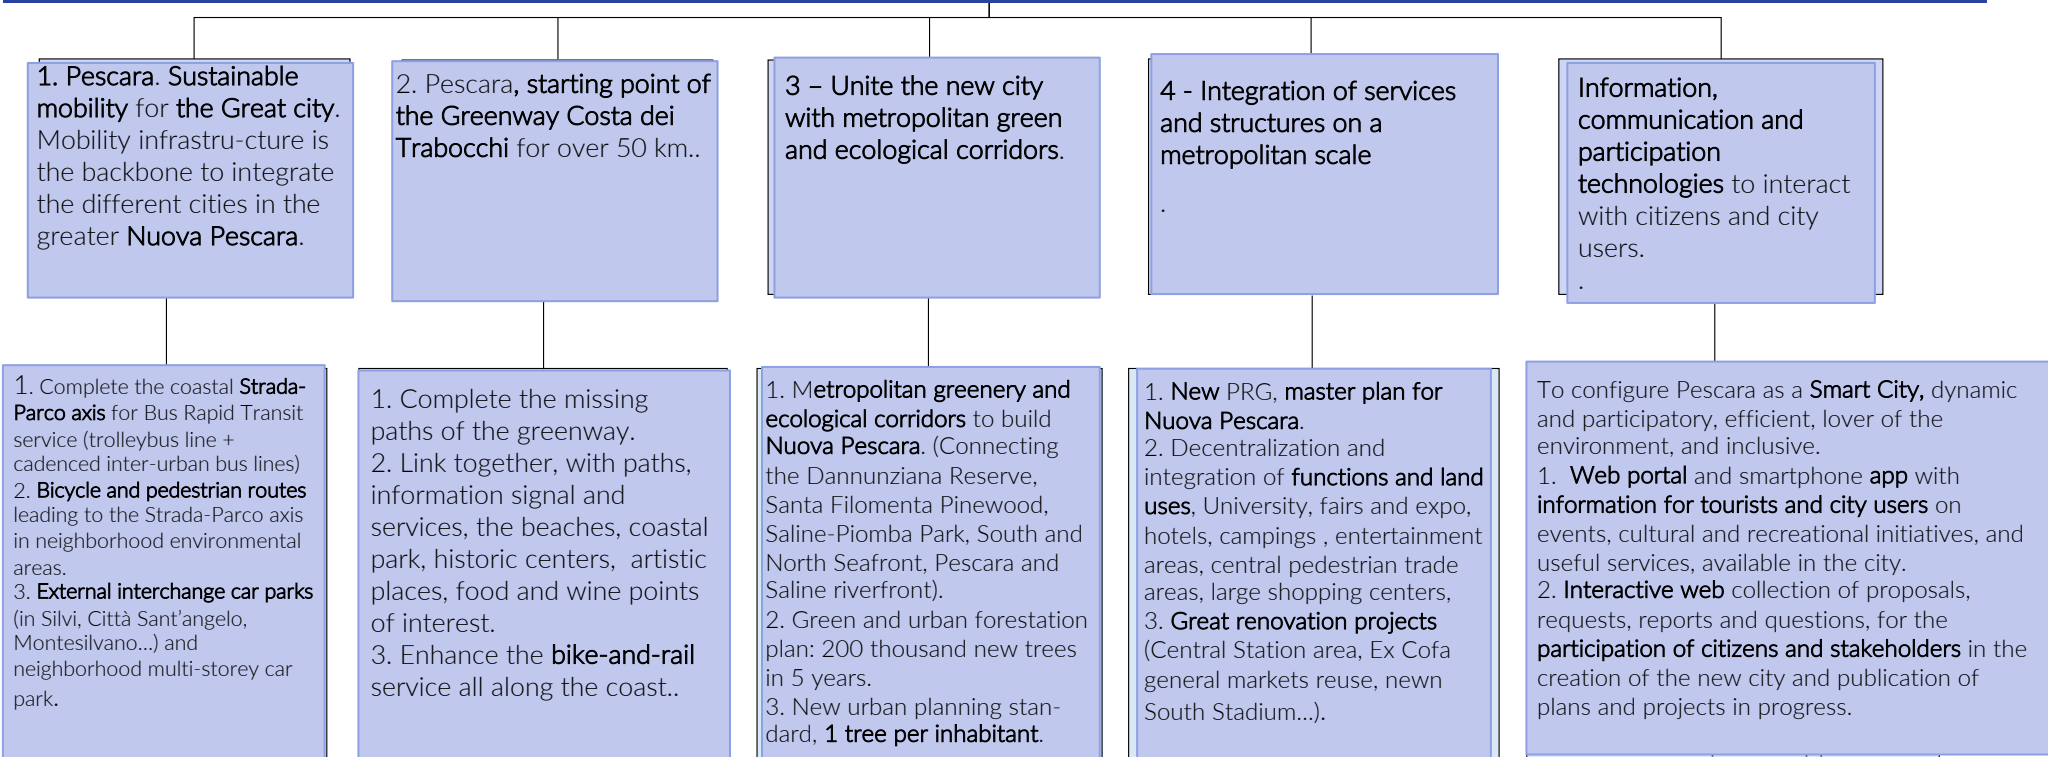 1. Pescara. Sustainable
mobility for the Great city.
Mobility infrastru-cture is
the backbone to integrate
the different cities in the
greater Nuova Pescara.
2. Pescara, starting point of
the Greenway Costa dei
Trabocchi for over 50 km..
3 – Unite the new city
with metropolitan green
and ecological corridors.
4 - Integration of services
and structures on a
metropolitan scale
.
Information,
communication and
participation
technologies to interact
with citizens and city
users.
.
1. Complete the coastal Strada-
Parco axis for Bus Rapid Transit
service (trolleybus line +
cadenced inter-urban bus lines)
2. Bicycle and pedestrian routes
leading to the Strada-Parco axis
in neighborhood environmental
areas.
3. External interchange car parks
(in Silvi, Città Sant’angelo,
Montesilvano...) and
neighborhood multi-storey car
park.
1. Complete the missing
paths of the greenway.
2. Link together, with paths,
information signal and
services, the beaches, coastal
park, historic centers, artistic
places, food and wine points
of interest.
3. Enhance the bike-and-rail
service all along the coast..
1. Metropolitan greenery and
ecological corridors to build
Nuova Pescara. (Connecting
the Dannunziana Reserve,
Santa Filomenta Pinewood,
Saline-Piomba Park, South and
North Seafront, Pescara and
Saline riverfront).
2. Green and urban forestation
plan: 200 thousand new trees
in 5 years.
3. New urban planning stan-
dard, 1 tree per inhabitant.
1. New PRG, master plan for
Nuova Pescara.
2. Decentralization and
integration of functions and land
uses, University, fairs and expo,
hotels, campings , entertainment
areas, central pedestrian trade
areas, large shopping centers,
3. Great renovation projects
(Central Station area, Ex Cofa
general markets reuse, newn
South Stadium...).
To configure Pescara as a Smart City, dynamic
and participatory, efficient, lover of the
environment, and inclusive.
1. Web portal and smartphone app with
information for tourists and city users on
events, cultural and recreational initiatives, and
useful services, available in the city.
2. Interactive web collection of proposals,
requests, reports and questions, for the
participation of citizens and stakeholders in the
creation of the new city and publication of
plans and projects in progress.